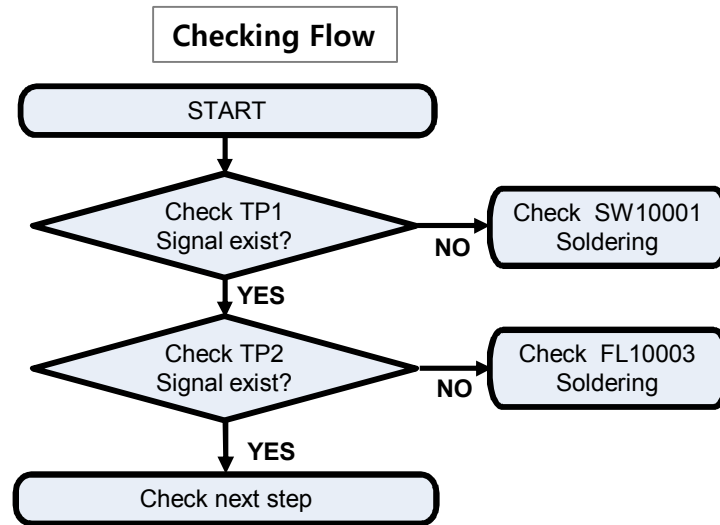 Checking Flow
START
Check TP1
Signal exist?
NO
Check SW10001
Soldering
YES
Check TP2
Signal exist?
NO
Check FL10003
Soldering
YES
Check next step